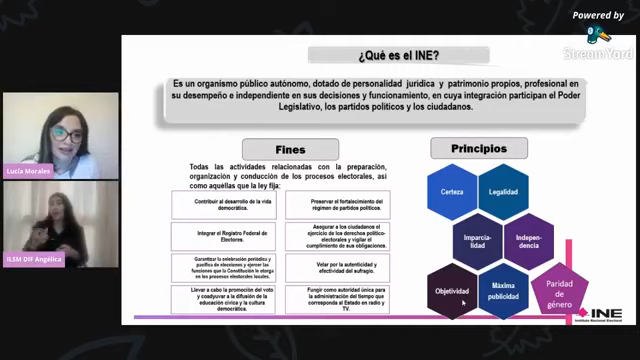 Powered by
StreamYard
¿Qué es el INE?
Es un organismo público autónomo, dotado de personalidad jurídica y patrimonio propios, profesional en
su desempeño e independiente en sus decisiones y funcionamiento, en cuya integración participan el Poder
Legislativo, los partidos políticos y los ciudadanos.
Fines
Todas las actividades relacionadas con la preparación,
organización y conducción de los procesos electorales, así
como aquéllas que la ley fija:
Contribuir al desarrollo de la vida
democrática.
Preservar el fortalecimiento del
régimen de partidos políticos.
Integrar el Registro Federal de
Electores.
Asegurar a los ciudadanos el
ejercicio de los derechos político-
electorales y vigilar el
cumplimiento de sus obligaciones.
Garantizar la celebración periódica y
pacífica de elecciones y ejercer las
funciones que la Constitución le otorga
en los procesos electorales locales.
Velar por la autenticidad y
efectividad del sufragio.
Llevar a cabo la promoción del voto
y coadyuvar a la difusión de la
educación cívica y la cultura
democrática.
Fungir como autoridad única para
la administración del tiempo que
corresponda al Estado en radio y
TV.
Principios
Certeza
Legalidad
Imparcia-
lidad
Indepen-
dencia
Objetividad
Máxima
publicidad
Paridad
de
género
INE
Instituto Nacional Electoral
Lucía Morales
ILSM DIF Angélica